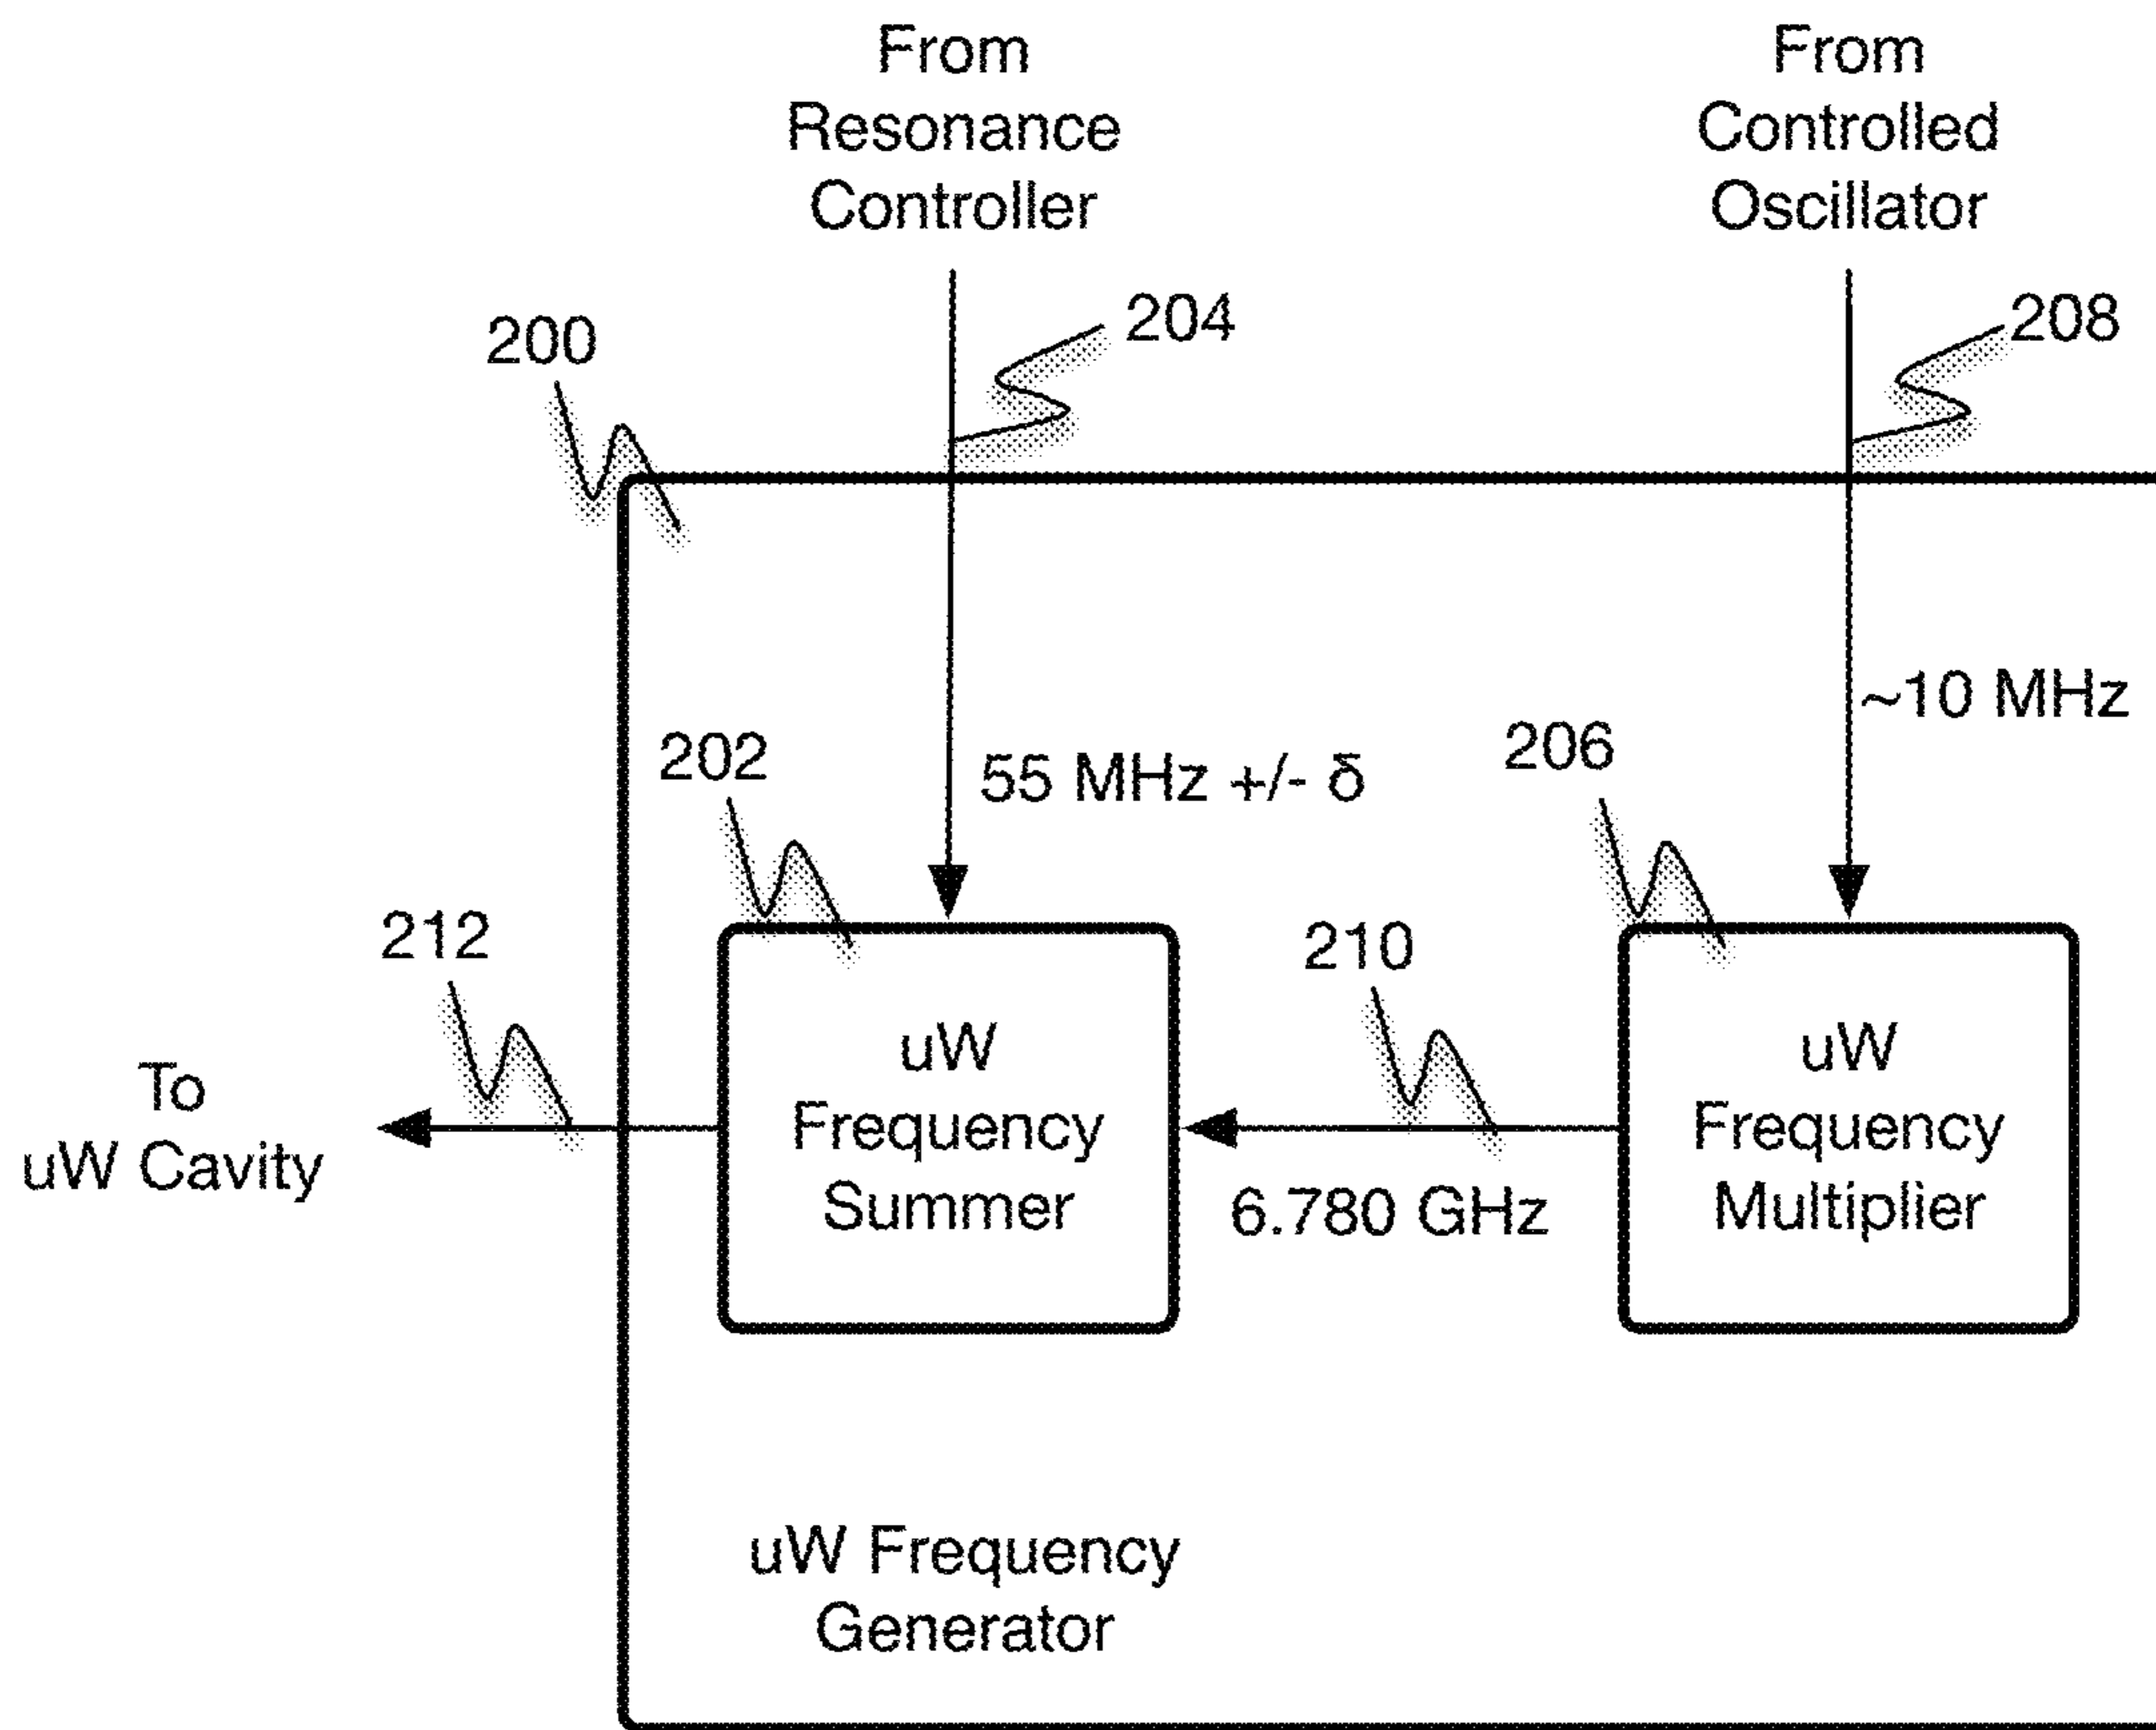 From
Resonance
Controller
From
Controlled
Oscillator
200
204
208
~10 MHz
202
55 MHz +/- δ
206
212
210
To
uW Cavity
uW
Frequency
Summer
6.780 GHz
uW
Frequency
Multiplier
uW Frequency
Generator